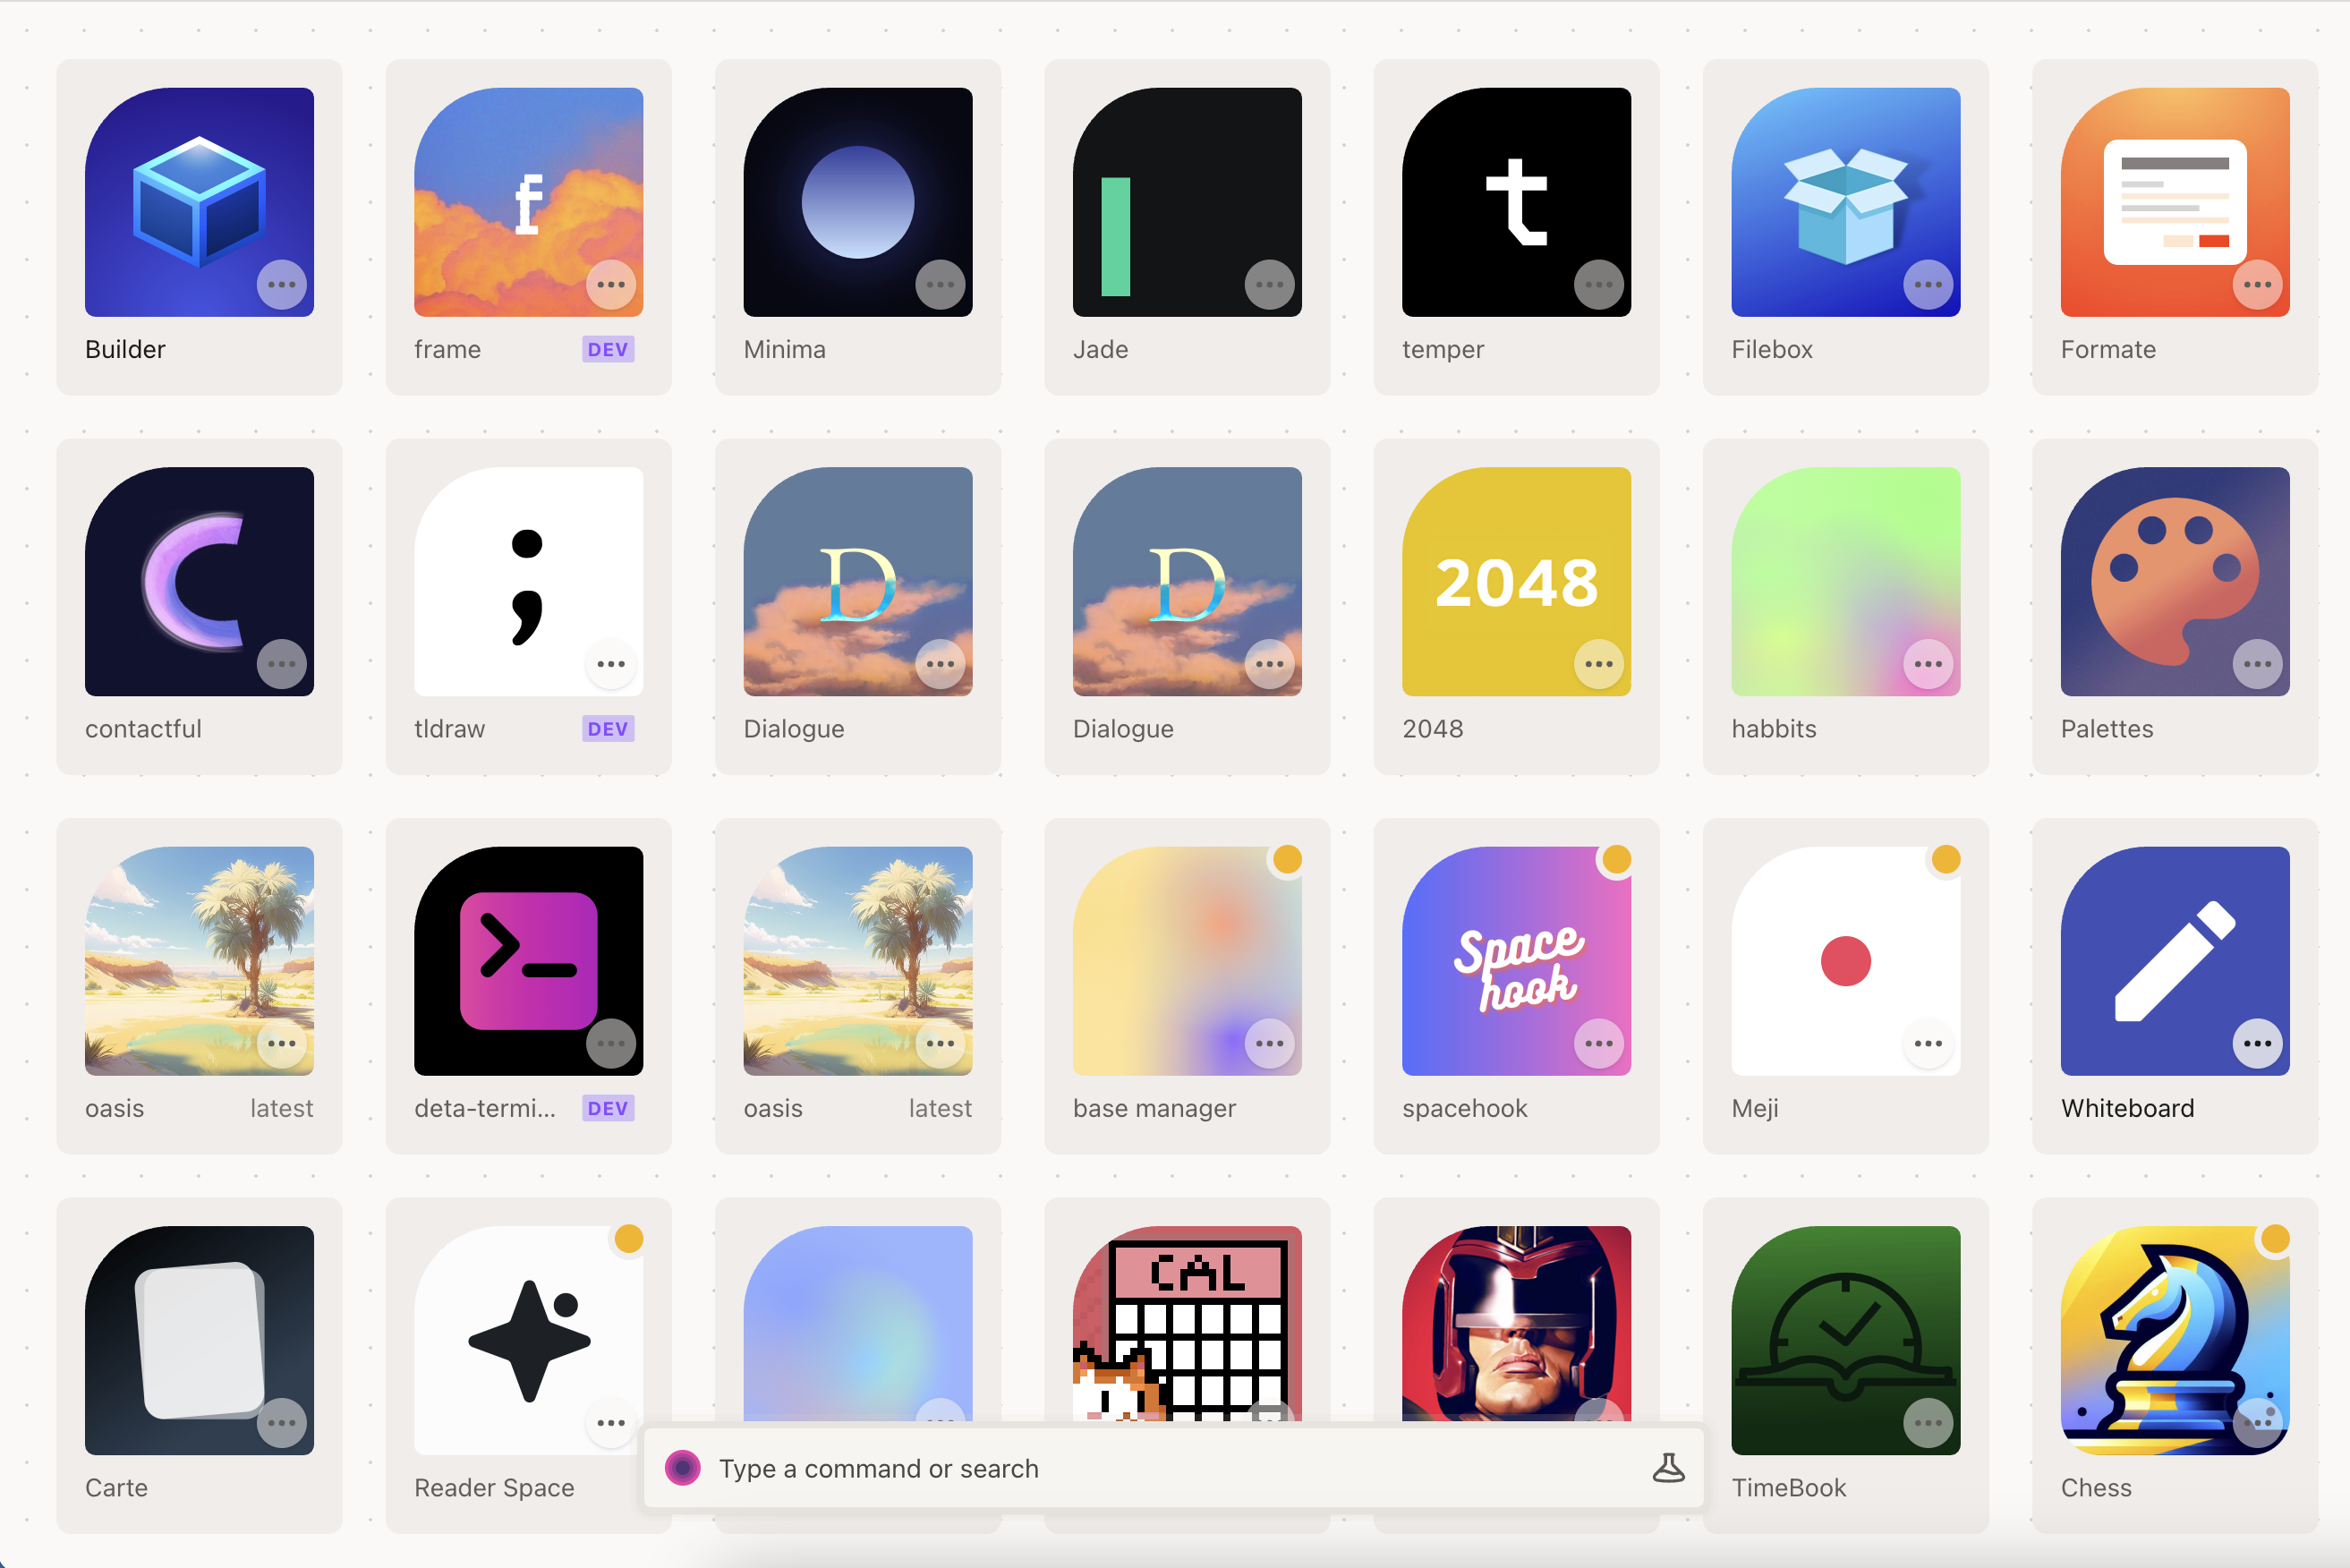 f
t
Builder
frame
DEV
Minima
Jade
temper
Filebox
Formate
C
;
D
D
2048
contactful
tldraw
DEV
Dialogue
Dialogue
2048
habbits
Palettes
>_
Space
hook
oasis
latest
deta-termi...
DEV
oasis
latest
base manager
spacehook
Meji
Whiteboard
CAL
Type a command or search
Carte
Reader Space
TimeBook
Chess